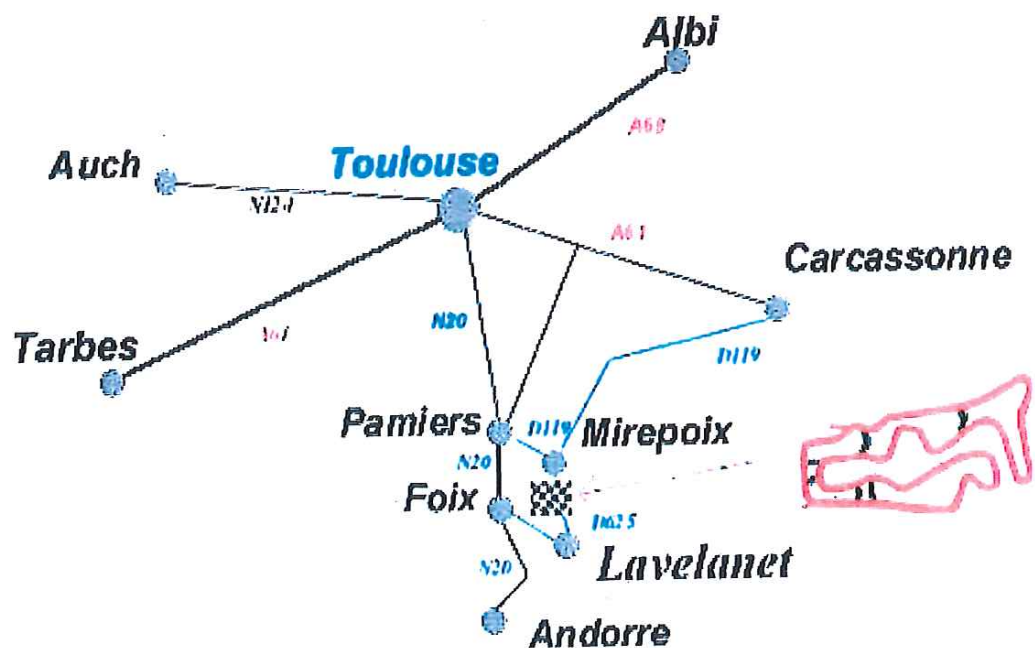 Albi
A68
Auch
Toulouse
N124
A61
Carcassonne
N20
Tarbes
D119
Pamiers
D119
Mirepoix
N20
Foix
D625
N20
Lavelanet
Andorre